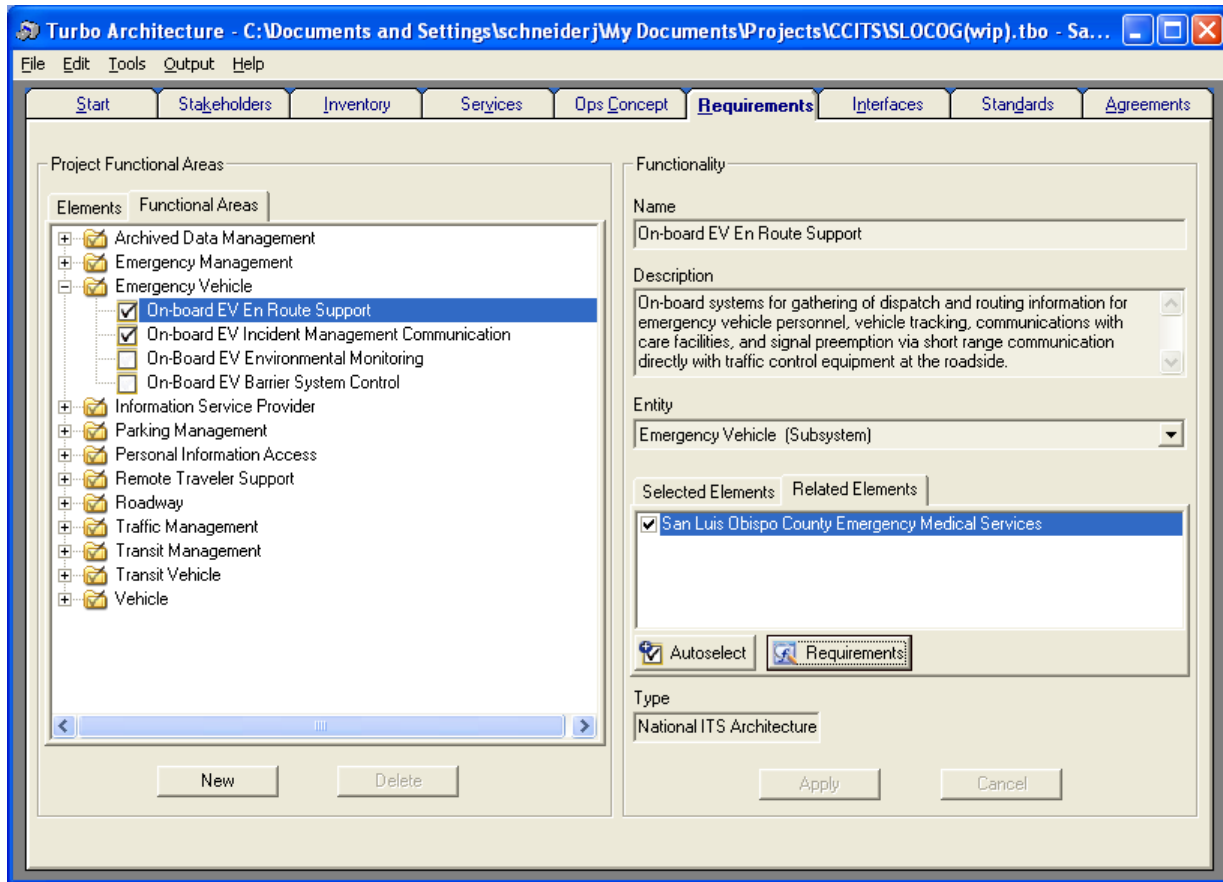 Turbo Architecture - C:\Documents and Settings\schneiderj\My Documents\Projects\CCITS\SLOCOG(wip).tbo - Sa...
File Edit Tools Output Help
Start Stakeholders Inventory Services Ops Concept Requirements Interfaces Standards Agreements
Project Functional Areas
Elements Functional Areas
Archived Data Management
Emergency Management
Emergency Vehicle
On-board EV En Route Support
On-board EV Incident Management Communication
On-Board EV Environmental Monitoring
On-Board EV Barrier System Control
Information Service Provider
Parking Management
Personal Information Access
Remote Traveler Support
Roadway
Traffic Management
Transit Management
Transit Vehicle
Vehicle
New Delete
Functionality
Name
On-board EV En Route Support
Description
On-board systems for gathering of dispatch and routing information for
emergency vehicle personnel, vehicle tracking, communications with
care facilities, and signal preemption via short range communication
directly with traffic control equipment at the roadside.
Entity
Emergency Vehicle (Subsystem)
Selected Elements Related Elements
San Luis Obispo County Emergency Medical Services
Autoselect Requirements
Type
National ITS Architecture
Apply Cancel